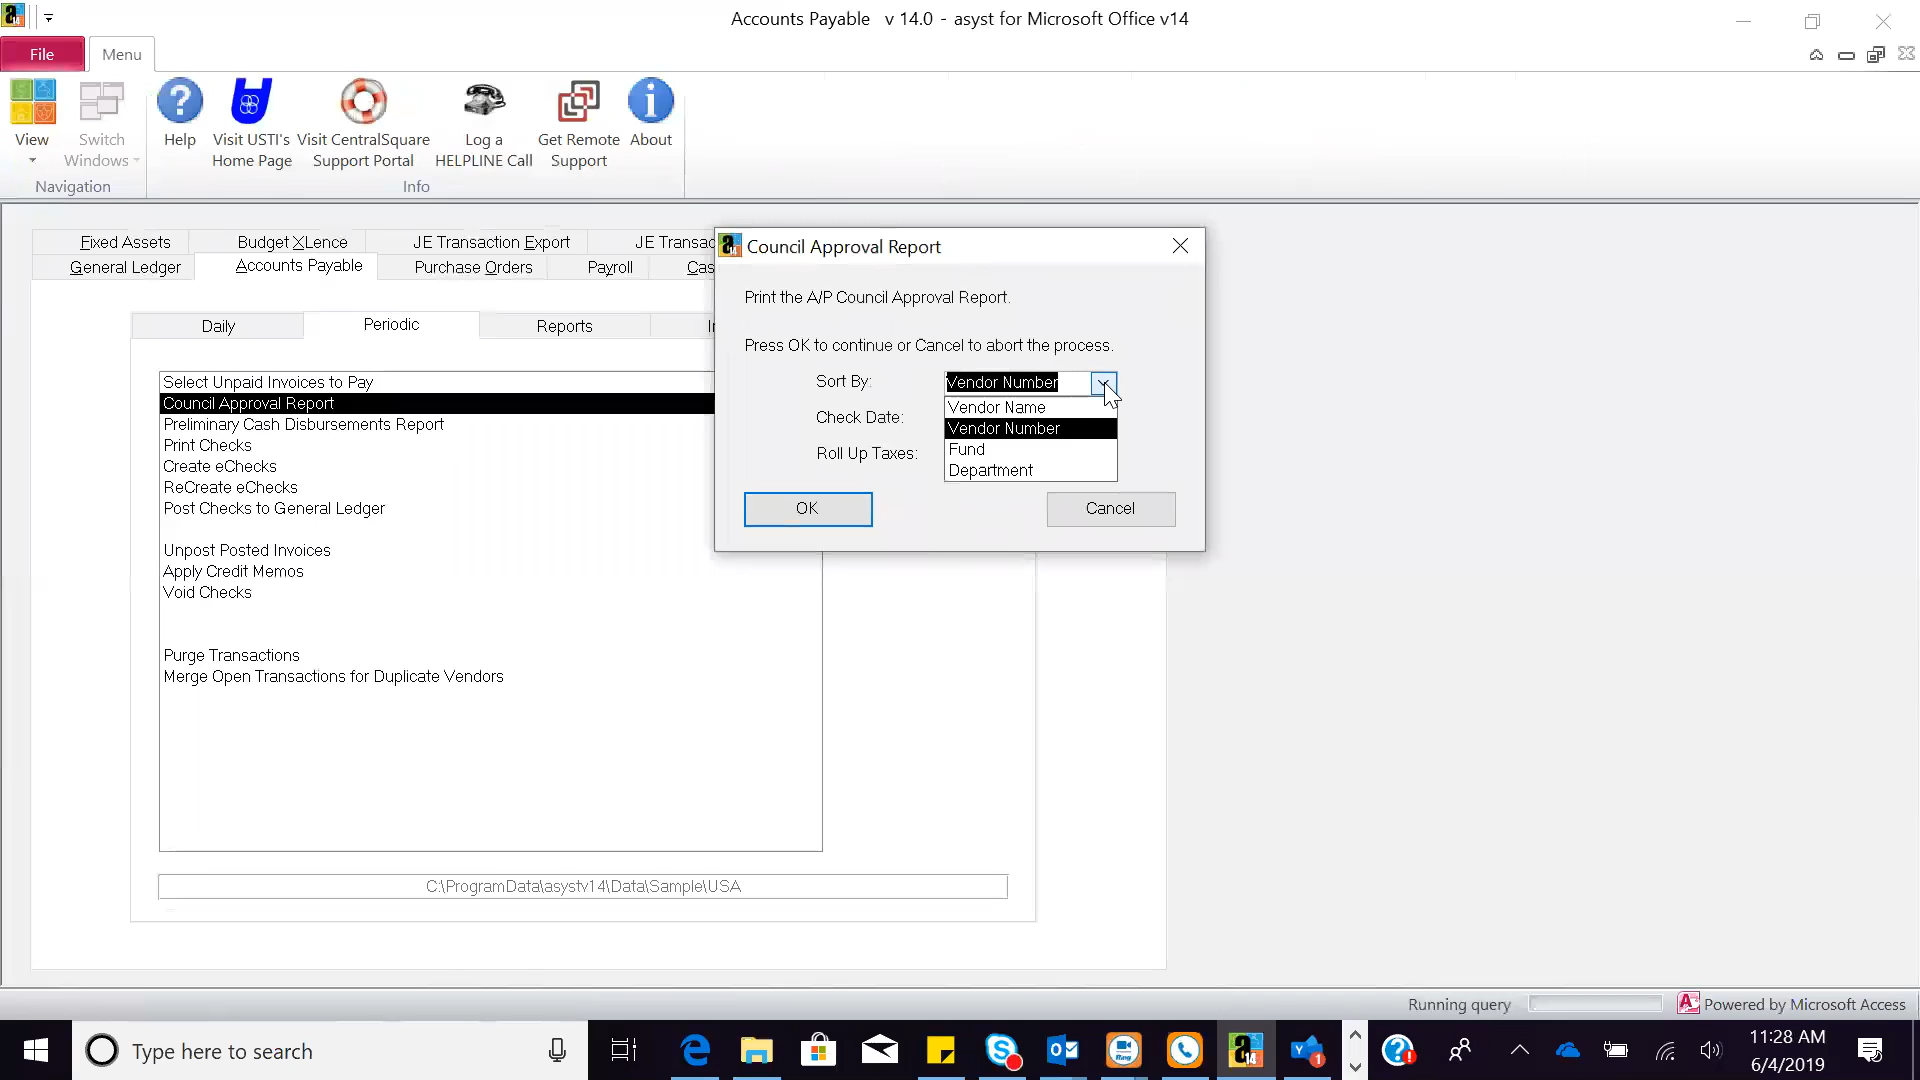 Accounts Payable v 14.0 - asyst for Microsoft Office v14
File
Menu
View
Switch
Windows
Help
Visit USTI's
Home Page
Visit CentralSquare
Support Portal
Log a
HELPLINE Call
Get Remote
Support
About
Navigation
Info
Fixed Assets
Budget XLence
JE Transaction Export
JE Transac
General Ledger
Accounts Payable
Purchase Orders
Payroll
Cas
Daily
Periodic
Reports
Select Unpaid Invoices to Pay
Council Approval Report
Preliminary Cash Disbursements Report
Print Checks
Create eChecks
ReCreate eChecks
Post Checks to General Ledger
Unpost Posted Invoices
Apply Credit Memos
Void Checks
Purge Transactions
Merge Open Transactions for Duplicate Vendors
C:\ProgramData\asystv14\Data\Sample\USA
Council Approval Report
Print the A/P Council Approval Report.
Press OK to continue or Cancel to abort the process.
Sort By:
Vendor Number
Vendor Name
Vendor Number
Fund
Department
Check Date:
Roll Up Taxes:
OK
Cancel
Running query
Powered by Microsoft Access
Type here to search
11:28 AM
6/4/2019